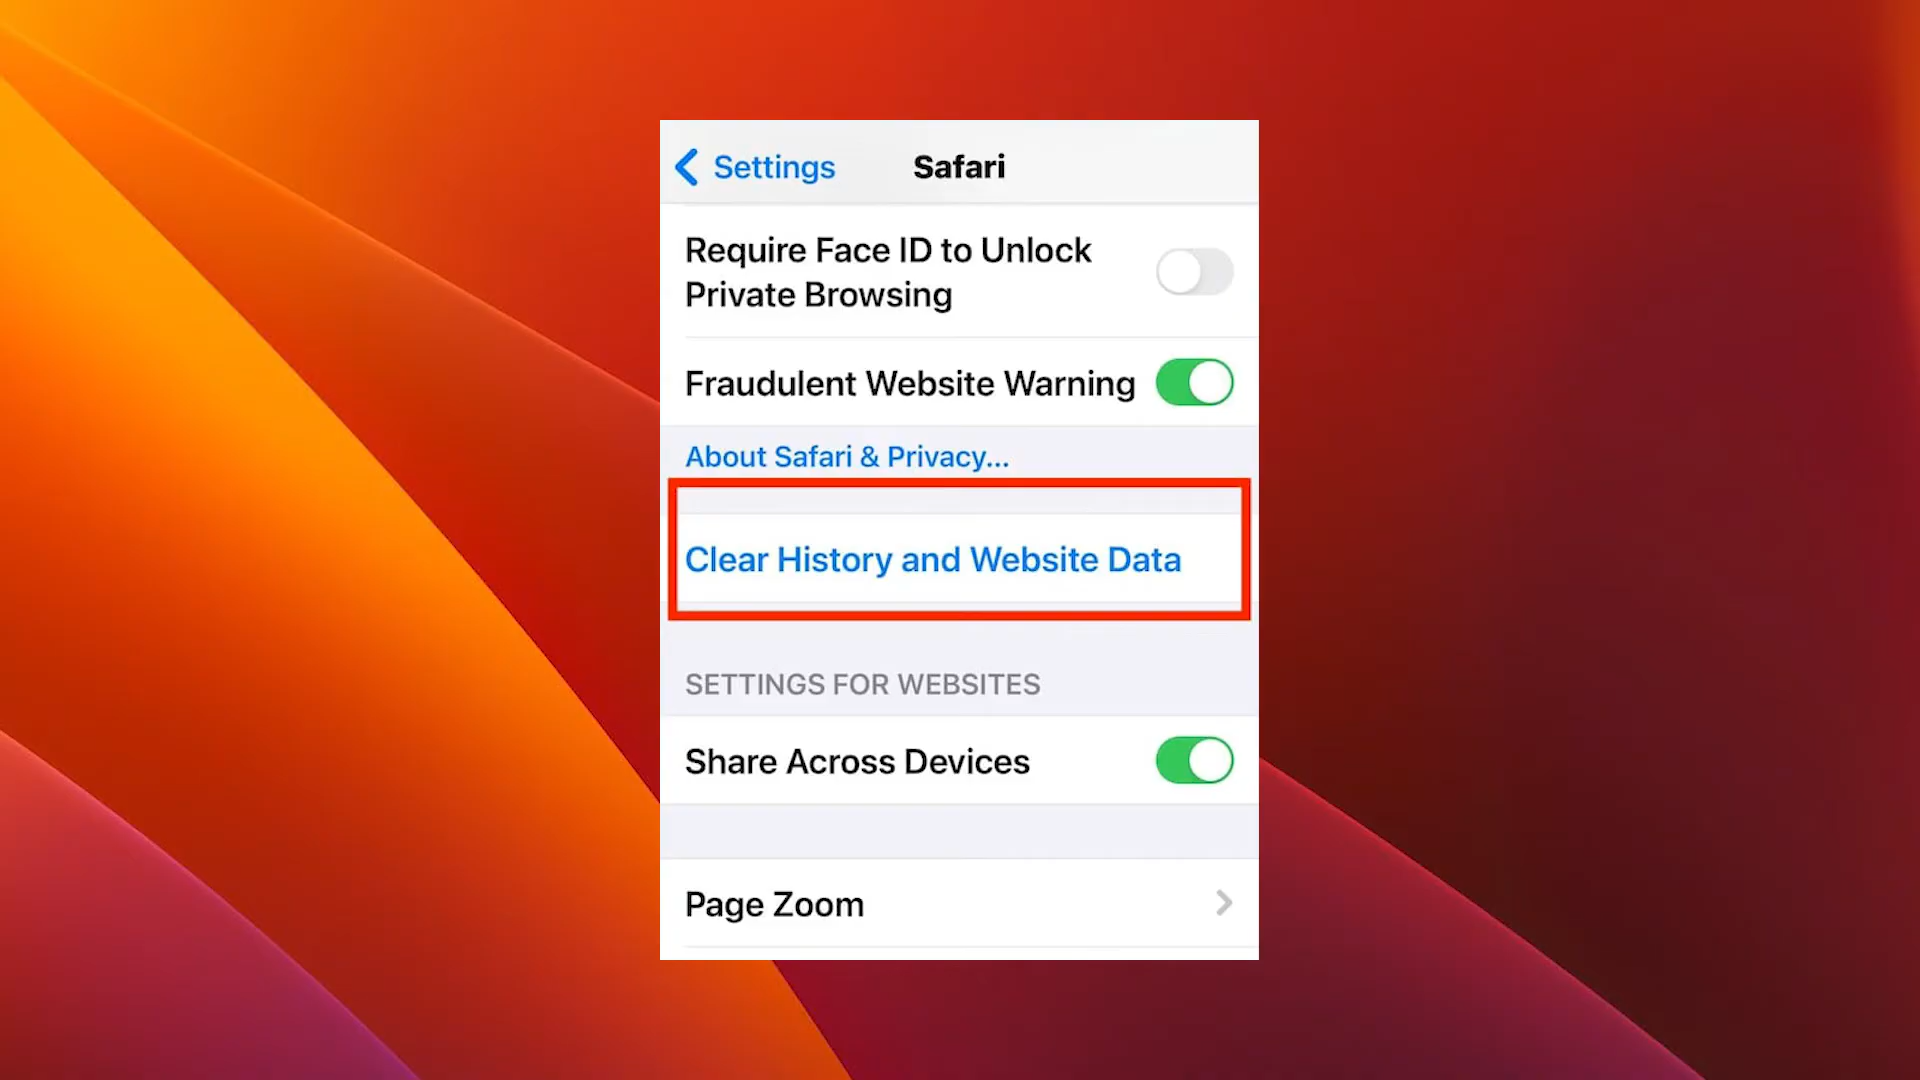 Settings
Safari
Require Face ID to Unlock
Private Browsing
Fraudulent Website Warning
About Safari & Privacy...
Clear History and Website Data
SETTINGS FOR WEBSITES
Share Across Devices
Page Zoom